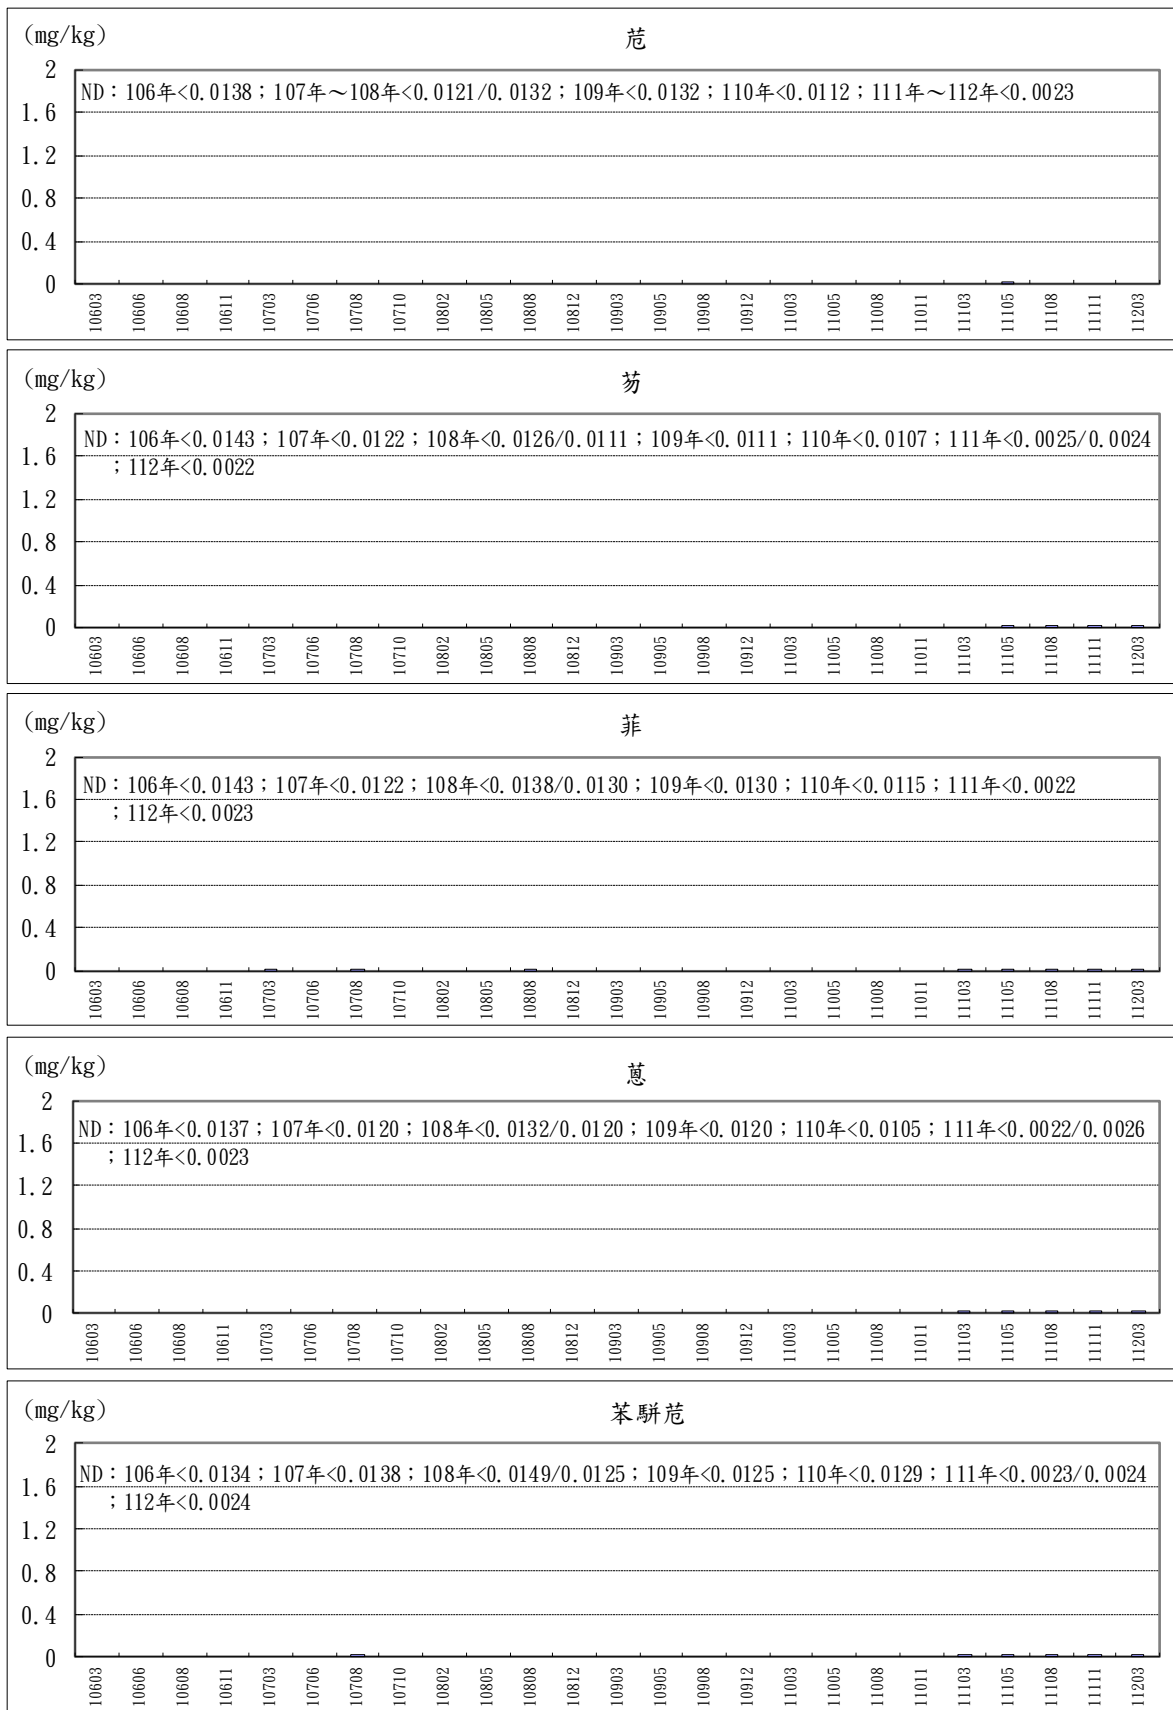 (mg/kg)
苊
2
ND：106年<0.0138；107年～108年<0.0121/0.0132；109年<0.0132；110年<0.0112；111年～112年<0.0023
1.6
1.2
0.8
0.4
0
10603 10606 10608 10611 10703 10706 10708 10710 10802 10805 10808 10812 10903 10905 10908 10912 11003 11005 11008 11011 11103 11105 11108 11111 11203
(mg/kg)
芴
2
ND：106年<0.0143；107年<0.0122；108年<0.0126/0.0111；109年<0.0111；110年<0.0107；111年<0.0025/0.0024
1.6
；112年<0.0022
1.2
0.8
0.4
0
10603 10606 10608 10611 10703 10706 10708 10710 10802 10805 10808 10812 10903 10905 10908 10912 11003 11005 11008 11011 11103 11105 11108 11111 11203
(mg/kg)
菲
2
ND：106年<0.0143；107年<0.0122；108年<0.0138/0.0130；109年<0.0130；110年<0.0115；111年<0.0022
1.6
；112年<0.0023
1.2
0.8
0.4
0
10603 10606 10608 10611 10703 10706 10708 10710 10802 10805 10808 10812 10903 10905 10908 10912 11003 11005 11008 11011 11103 11105 11108 11111 11203
(mg/kg)
蒽
2
ND：106年<0.0137；107年<0.0120；108年<0.0132/0.0120；109年<0.0120；110年<0.0105；111年<0.0022/0.0026
1.6
；112年<0.0023
1.2
0.8
0.4
0
10603 10606 10608 10611 10703 10706 10708 10710 10802 10805 10808 10812 10903 10905 10908 10912 11003 11005 11008 11011 11103 11105 11108 11111 11203
(mg/kg)
苯駢苊
2
ND：106年<0.0134；107年<0.0138；108年<0.0149/0.0125；109年<0.0125；110年<0.0129；111年<0.0023/0.0024
1.6
；112年<0.0024
1.2
0.8
0.4
0
10603 10606 10608 10611 10703 10706 10708 10710 10802 10805 10808 10812 10903 10905 10908 10912 11003 11005 11008 11011 11103 11105 11108 11111 11203